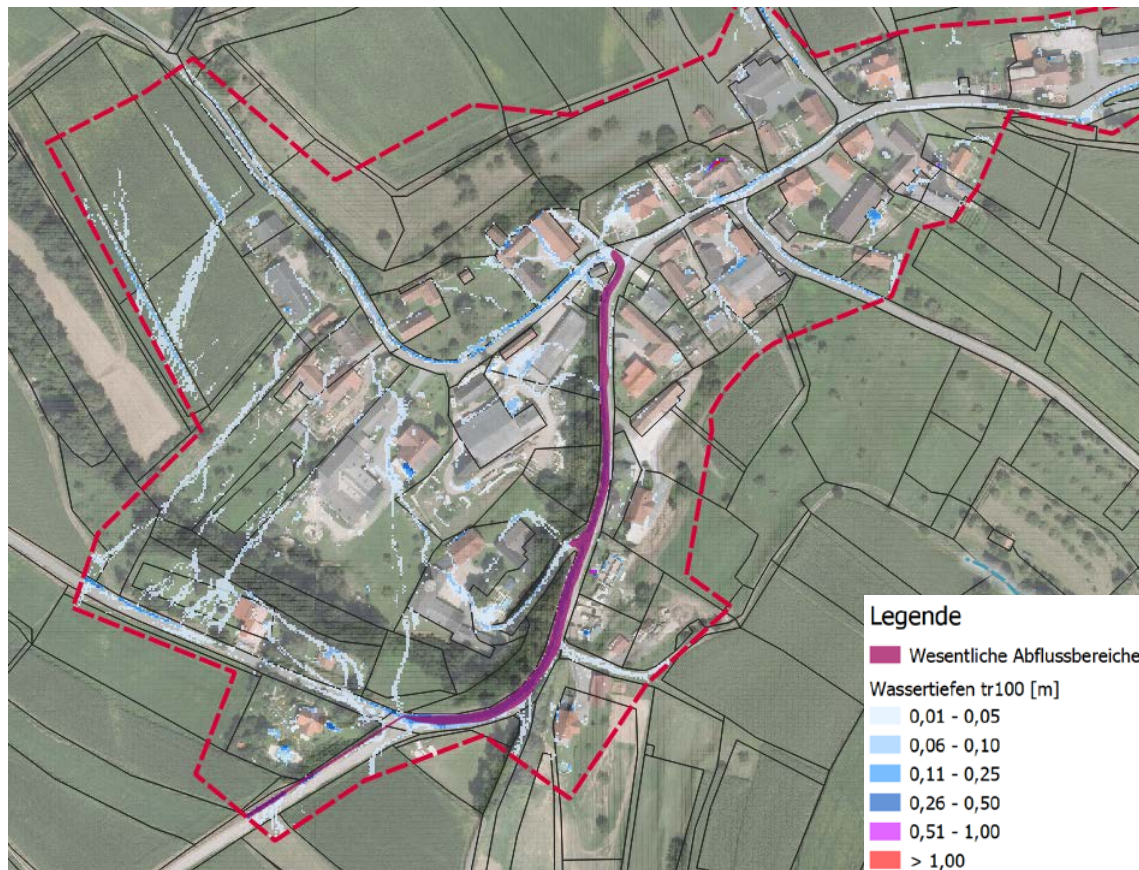 Legende
Wesentliche Abflussbereiche
Wassertiefen tr100 [m]
0,01 - 0,05
0,06 - 0,10
0,11 - 0,25
0,26 - 0,50
0,51 - 1,00
> 1,00